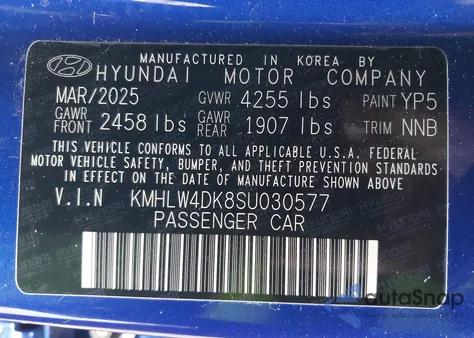 MANUFACTURED IN KOREA BY
HYUNDAI MOTOR COMPANY
MAR/2025 GVWR 4255 lbs PAINT YP5
GAWR FRONT 2458 lbs GAWR REAR 1907 lbs TRIM NNB
THIS VEHICLE CONFORMS TO ALL APPLICABLE U.S.A. FEDERAL
MOTOR VEHICLE SAFETY, BUMPER, AND THEFT PREVENTION STANDARDS
IN EFFECT ON THE DATE OF MANUFACTURE SHOWN ABOVE.
V.I.N KMHLW4DK8SU030577
PASSENGER CAR
autoSnap